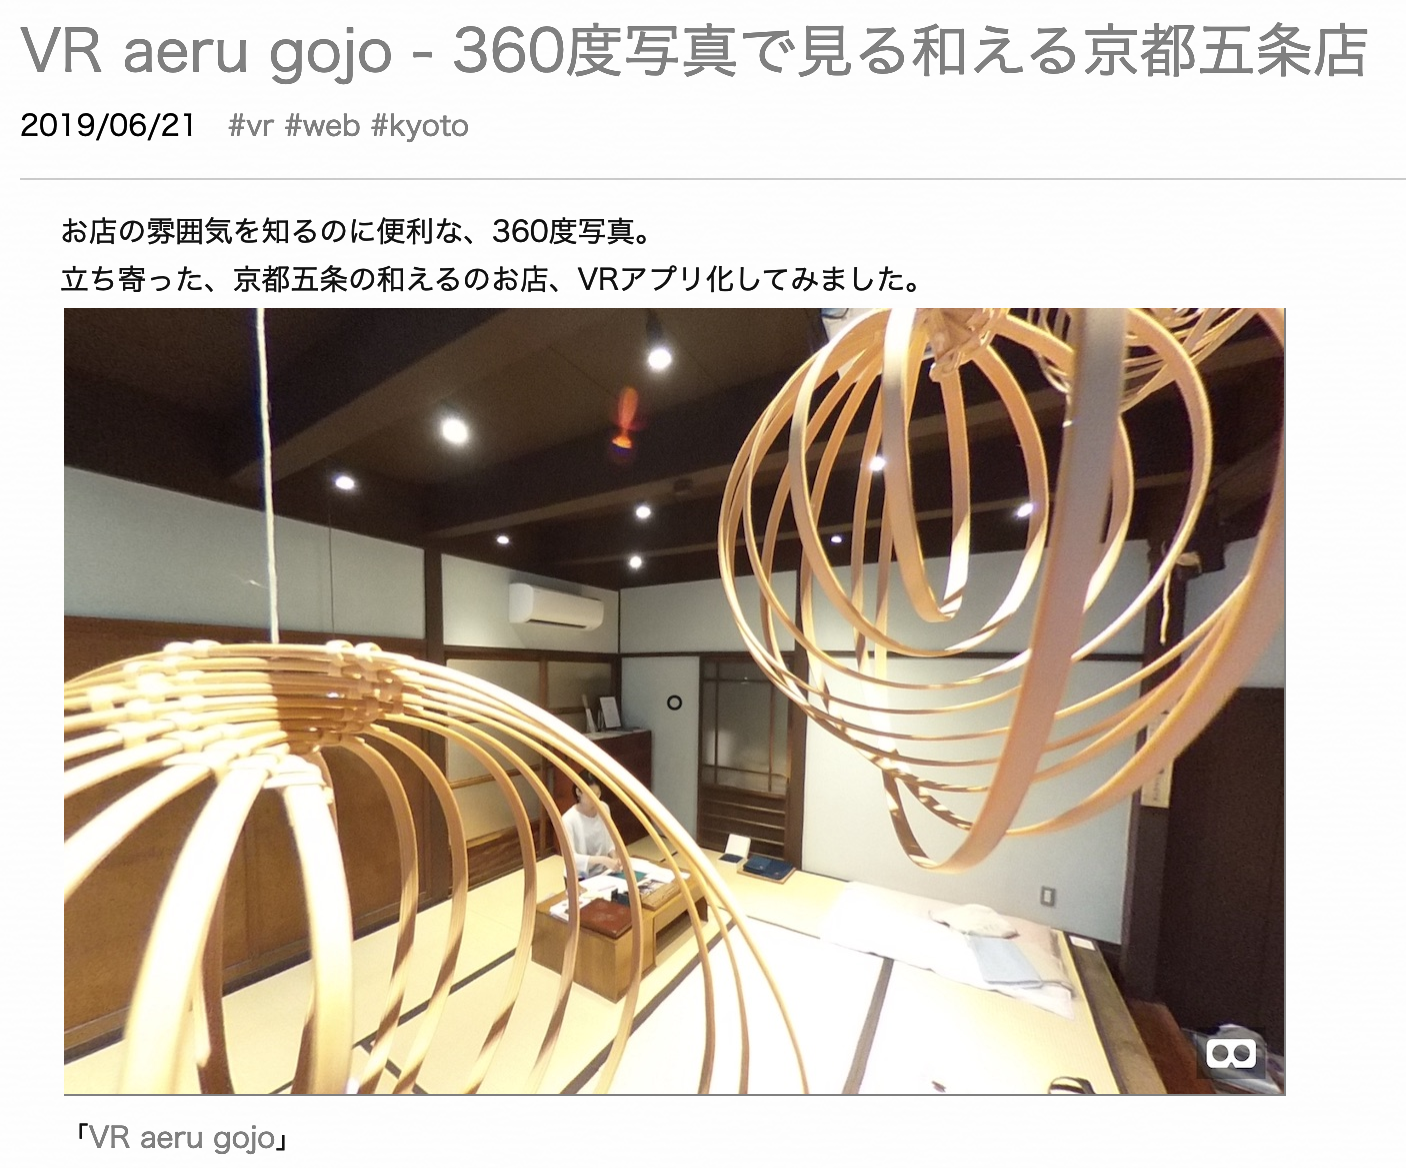 VR aeru gojo - 360度写真で見る和える京都五条店
2019/06/21 #vr #web #kyoto
お店の雰囲気を知るのに便利な、360度写真。
立ち寄った、京都五条の和えるのお店、VRアプリ化してみました。
「VR aeru gojo」